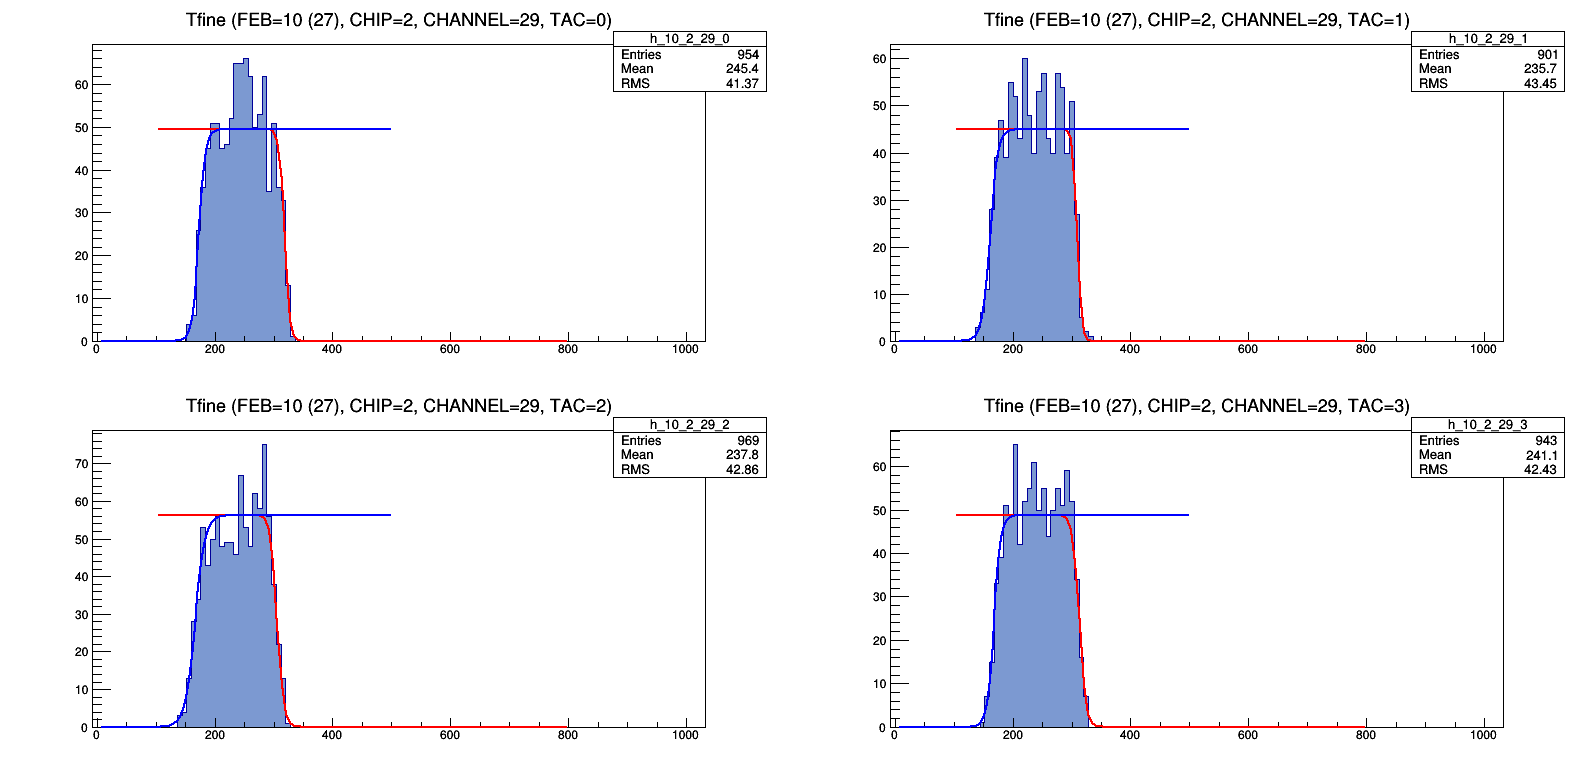 Tfine (FEB=10 (27), CHIP=2, CHANNEL=29, TAC=0)
h_10_2_29_0
Entries 954
Mean 245.4
RMS 41.37
60
50
40
30
20
10
0
0 200 400 600 800 1000
Tfine (FEB=10 (27), CHIP=2, CHANNEL=29, TAC=1)
h_10_2_29_1
Entries 901
Mean 235.7
RMS 43.45
60
50
40
30
20
10
0
0 200 400 600 800 1000
Tfine (FEB=10 (27), CHIP=2, CHANNEL=29, TAC=2)
h_10_2_29_2
Entries 969
Mean 237.8
RMS 42.86
70
60
50
40
30
20
10
0
0 200 400 600 800 1000
Tfine (FEB=10 (27), CHIP=2, CHANNEL=29, TAC=3)
h_10_2_29_3
Entries 943
Mean 241.1
RMS 42.43
60
50
40
30
20
10
0
0 200 400 600 800 1000